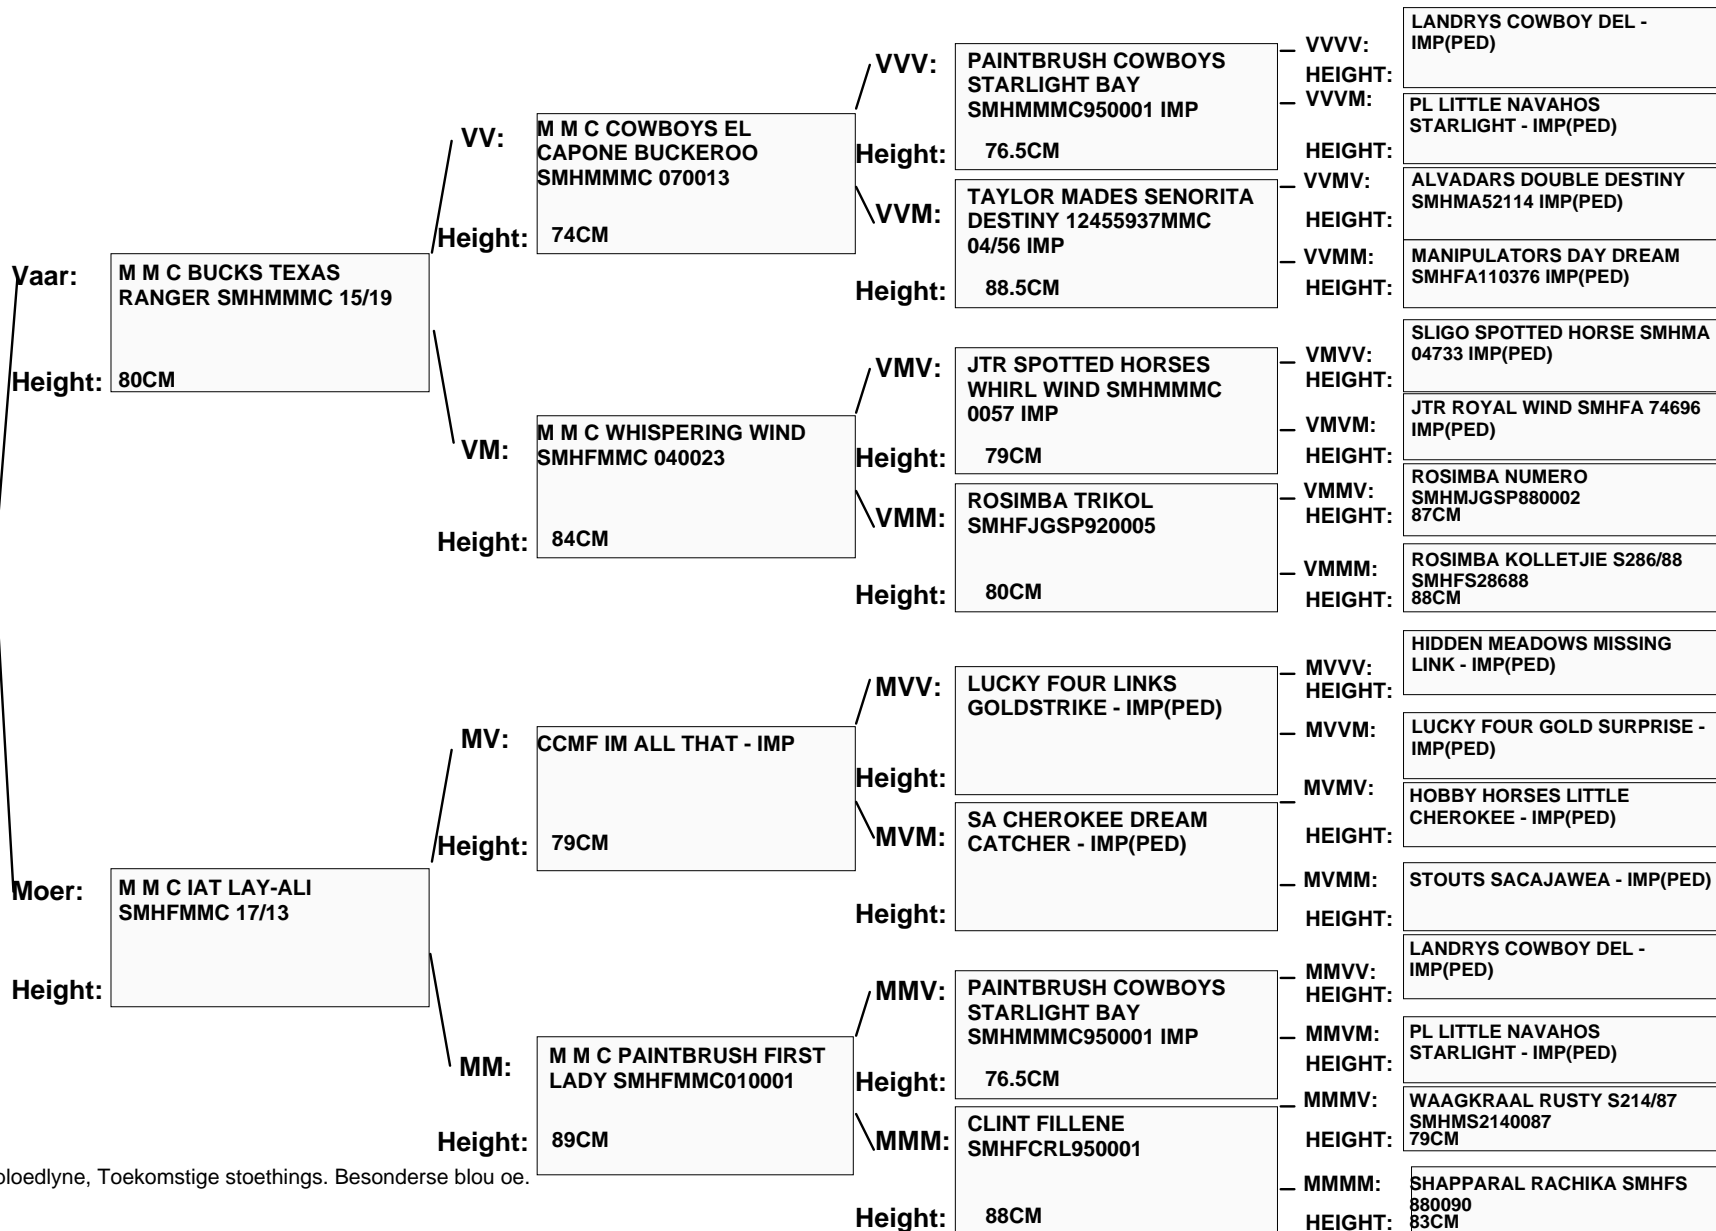 Vaar:
M M C BUCKS TEXAS
RANGER SMHMMMC 15/19
Height:
80CM
VV:
M M C COWBOYS EL
CAPONE BUCKEROO
SMHMMMC 070013
Height:
74CM
VM:
M M C WHISPERING WIND
SMHFMMC 040023
Height:
84CM
VVV:
PAINTBRUSH COWBOYS
STARLIGHT BAY
SMHMMMC950001 IMP
Height:
76.5CM
VVM:
TAYLOR MADES SENORITA
DESTINY 12455937MMC
04/56 IMP
Height:
88.5CM
VMV:
JTR SPOTTED HORSES
WHIRL WIND SMHMMMC
0057 IMP
Height:
79CM
VMM:
ROSIMBA TRIKOL
SMHFJGSP920005
Height:
80CM
VVVV:
LANDRYS COWBOY DEL -
IMP(PED)
HEIGHT:
VVVM:
PL LITTLE NAVAHOS
STARLIGHT - IMP(PED)
HEIGHT:
VVMV:
ALVADARS DOUBLE DESTINY
SMHMA52114 IMP(PED)
HEIGHT:
VVMM:
MANIPULATORS DAY DREAM
SMHFA110376 IMP(PED)
HEIGHT:
VMVV:
SLIGO SPOTTED HORSE SMHMA
04733 IMP(PED)
HEIGHT:
VMVM:
JTR ROYAL WIND SMHFA 74696
IMP(PED)
HEIGHT:
VMMV:
ROSIMBA NUMERO
SMHMJGSP880002
HEIGHT:
87CM
VMMM:
ROSIMBA KOLLETJIE S286/88
SMHFS28688
HEIGHT:
88CM
Moer:
M M C IAT LAY-ALI
SMHFMMC 17/13
Height:
MV:
CCMF IM ALL THAT - IMP
Height:
79CM
MM:
M M C PAINTBRUSH FIRST
LADY SMHFMMC010001
Height:
89CM
MVV:
LUCKY FOUR LINKS
GOLDSTRIKE - IMP(PED)
Height:
MVM:
SA CHEROKEE DREAM
CATCHER - IMP(PED)
Height:
MMV:
PAINTBRUSH COWBOYS
STARLIGHT BAY
SMHMMMC950001 IMP
Height:
76.5CM
MMM:
CLINT FILLENE
SMHFCRL950001
Height:
88CM
MVVV:
HIDDEN MEADOWS MISSING
LINK - IMP(PED)
HEIGHT:
MVVM:
LUCKY FOUR GOLD SURPRISE -
IMP(PED)
MVMV:
HOBBY HORSES LITTLE
CHEROKEE - IMP(PED)
HEIGHT:
MVMM:
STOUTS SACAJAWEA - IMP(PED)
HEIGHT:
MMVV:
LANDRYS COWBOY DEL -
IMP(PED)
HEIGHT:
MMVM:
PL LITTLE NAVAHOS
STARLIGHT - IMP(PED)
HEIGHT:
MMMV:
WAAGKRAAL RUSTY S214/87
SMHMS2140087
HEIGHT:
79CM
MMMM:
SHAPPARAL RACHIKA SMHFS
880090
HEIGHT:
83CM
bloedlyne, Toekomstige stoethings. Besonderse blou oe.